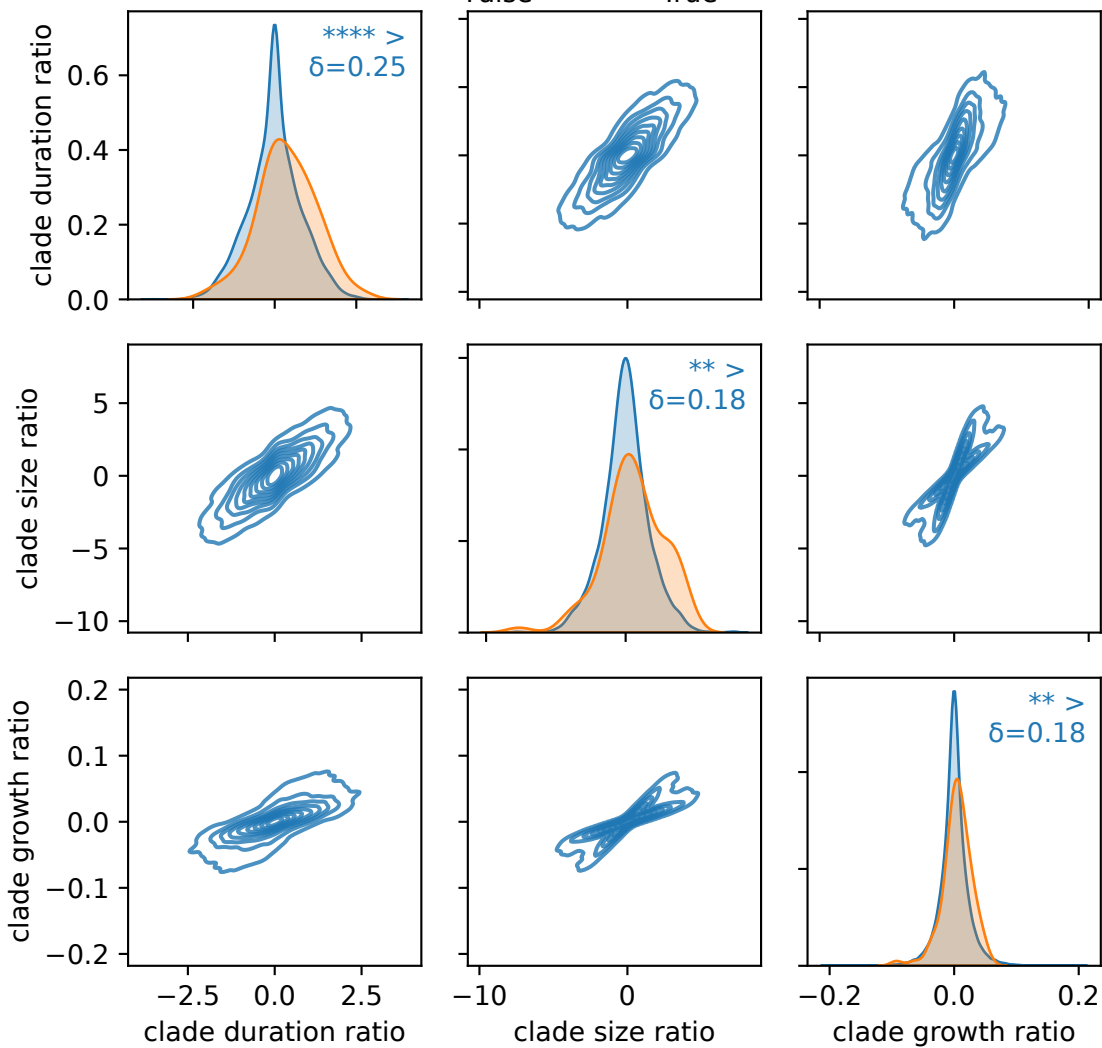 False True
clade duration ratio
0.6
0.4
0.2
0.0
**** >
δ=0.25
clade size ratio
5
0
−5
−10
** >
δ=0.18
clade growth ratio
0.2
0.1
0.0
−0.1
−0.2
** >
δ=0.18
−2.5 0.0 2.5
−10 0
−0.2 0.0 0.2
clade duration ratio
clade size ratio
clade growth ratio